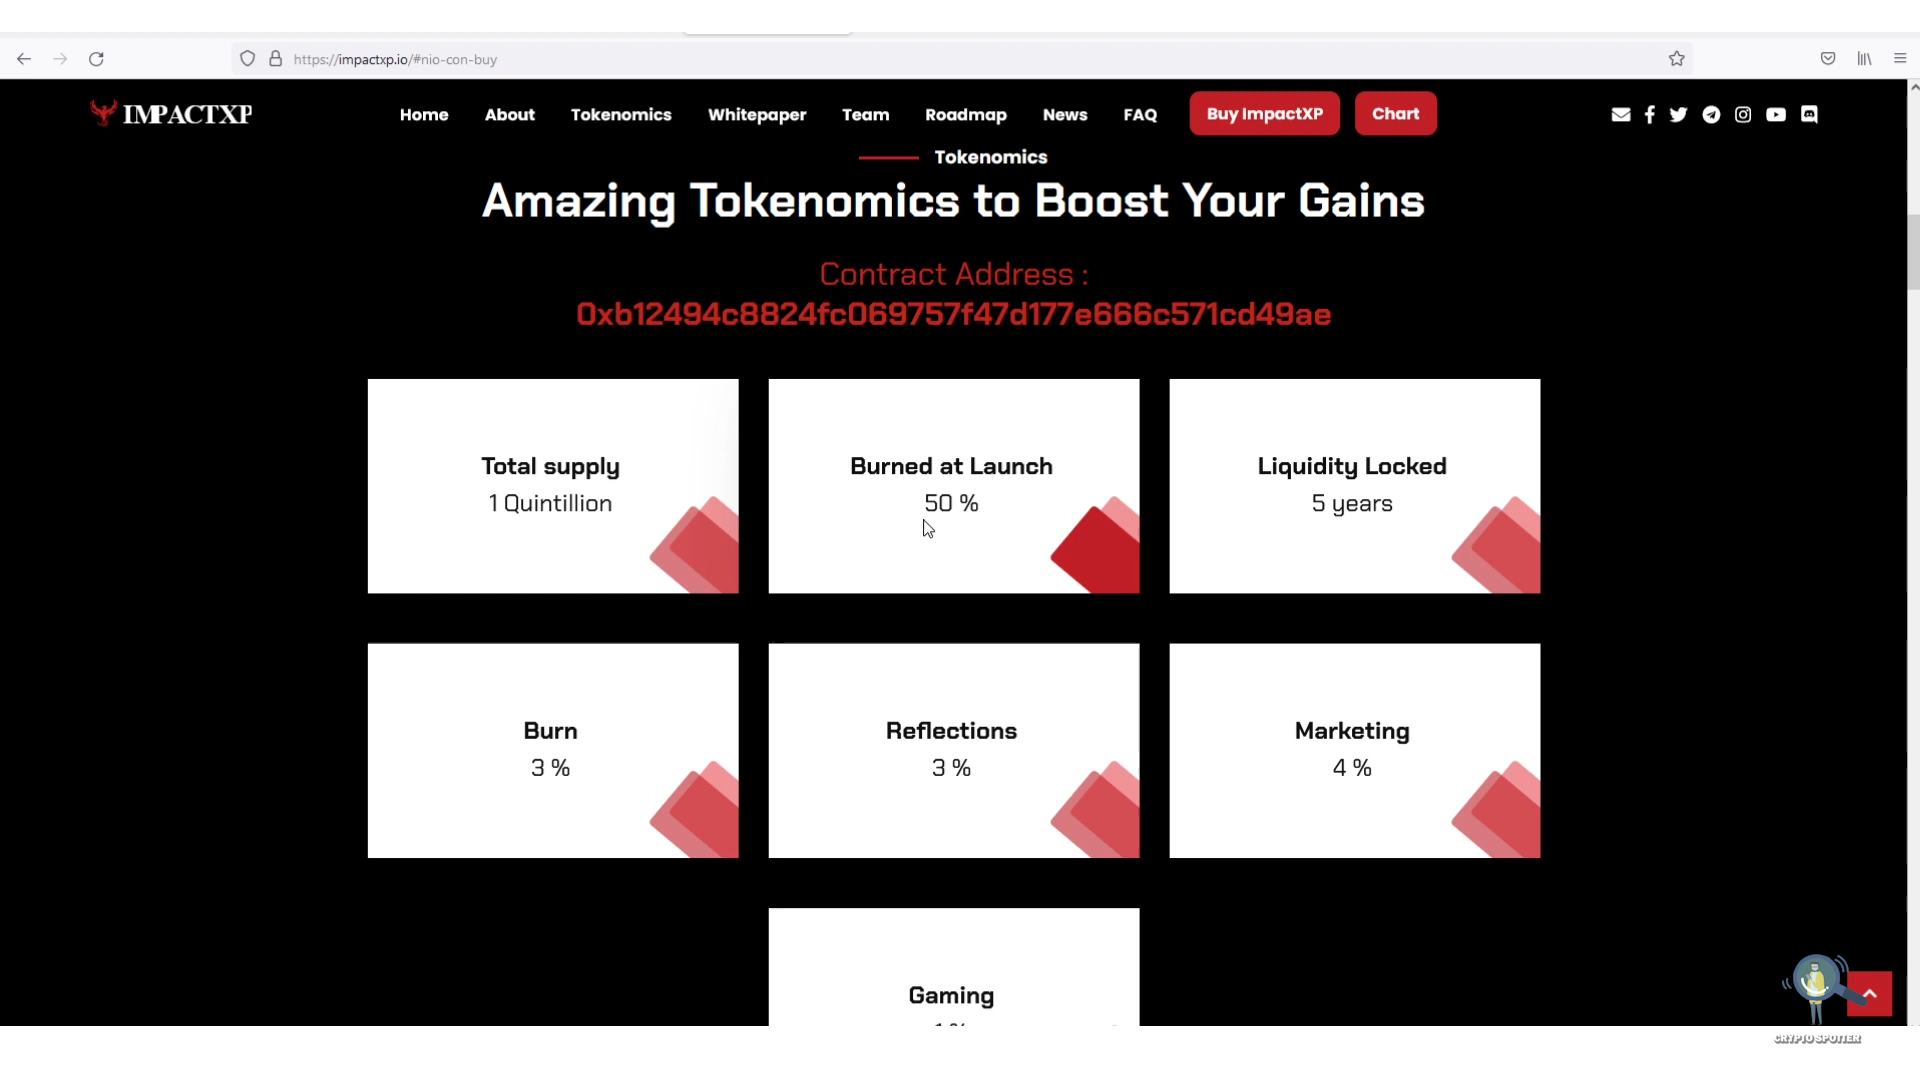 https://impactxp.io/#nio-con-buy
IMPACTXP
Home About Tokenomics Whitepaper Team Roadmap News FAQ Buy ImpactXP Chart
Tokenomics
Amazing Tokenomics to Boost Your Gains
Contract Address :
0xb12494c8824fc069757f47d177e666c571cd49ae
Total supply
1 Quintillion
Burned at Launch
50 %
Liquidity Locked
5 years
Burn
3 %
Reflections
3 %
Marketing
4 %
Gaming
CRYPTO SPOTTER